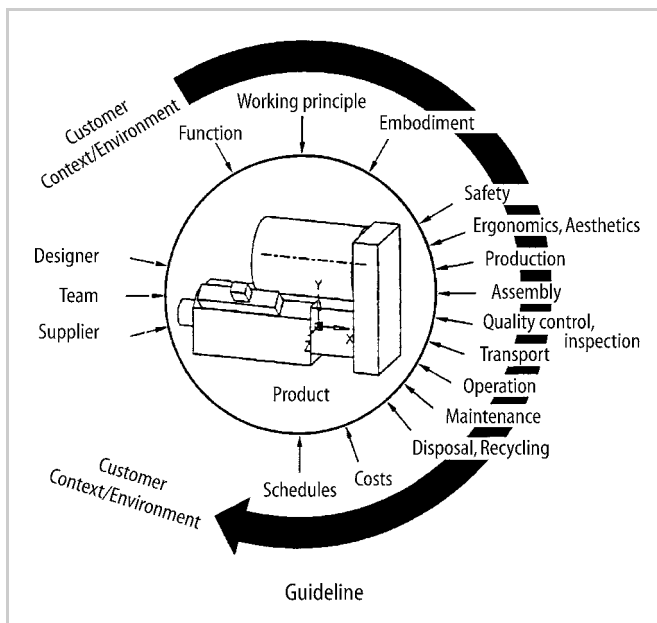 Customer
Context/Environment
Working principle
Function
Embodiment
Safety
Ergonomics, Aesthetics
Production
Assembly
Quality control,
inspection
Transport
Operation
Maintenance
Disposal, Recycling
Costs
Schedules
Designer
Team
Supplier
Y
X
Z
Product
Customer
Context/Environment
Guideline